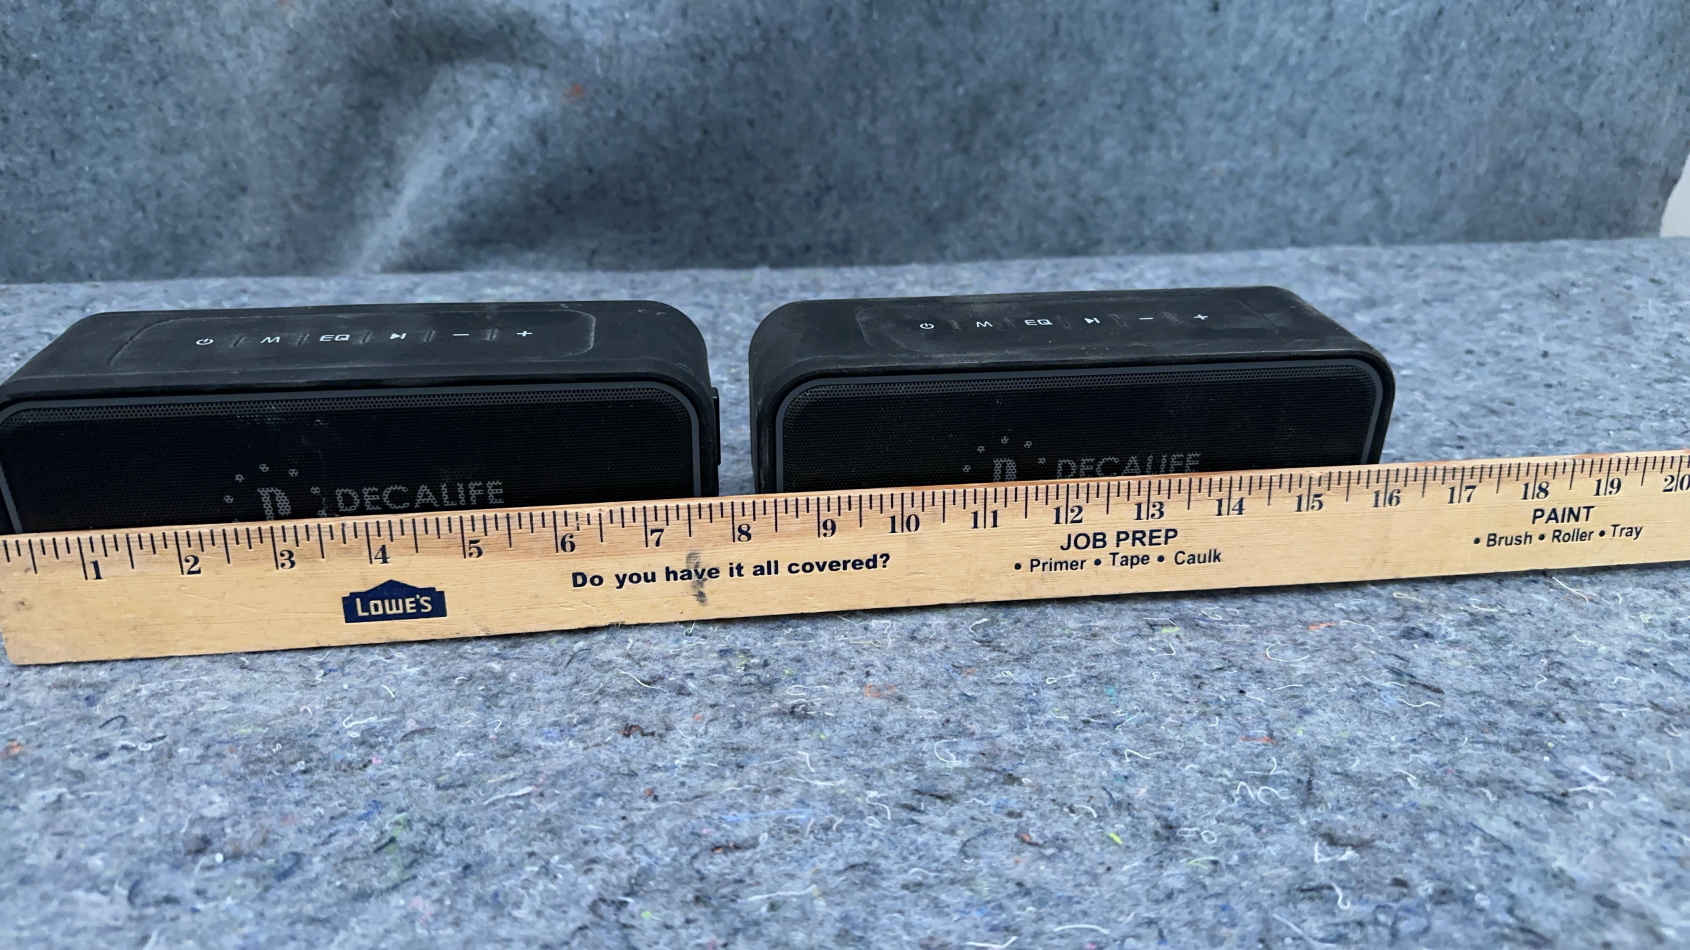 M EQ
M EQ
DECALIFE
DECALIFE
1 2 3 4 5 6 7 8 9 10 11 12 13 14 15 16 17 18 19 20
LOWE'S
Do you have it all covered?
JOB PREP
• Primer • Tape • Caulk
PAINT
• Brush • Roller • Tray